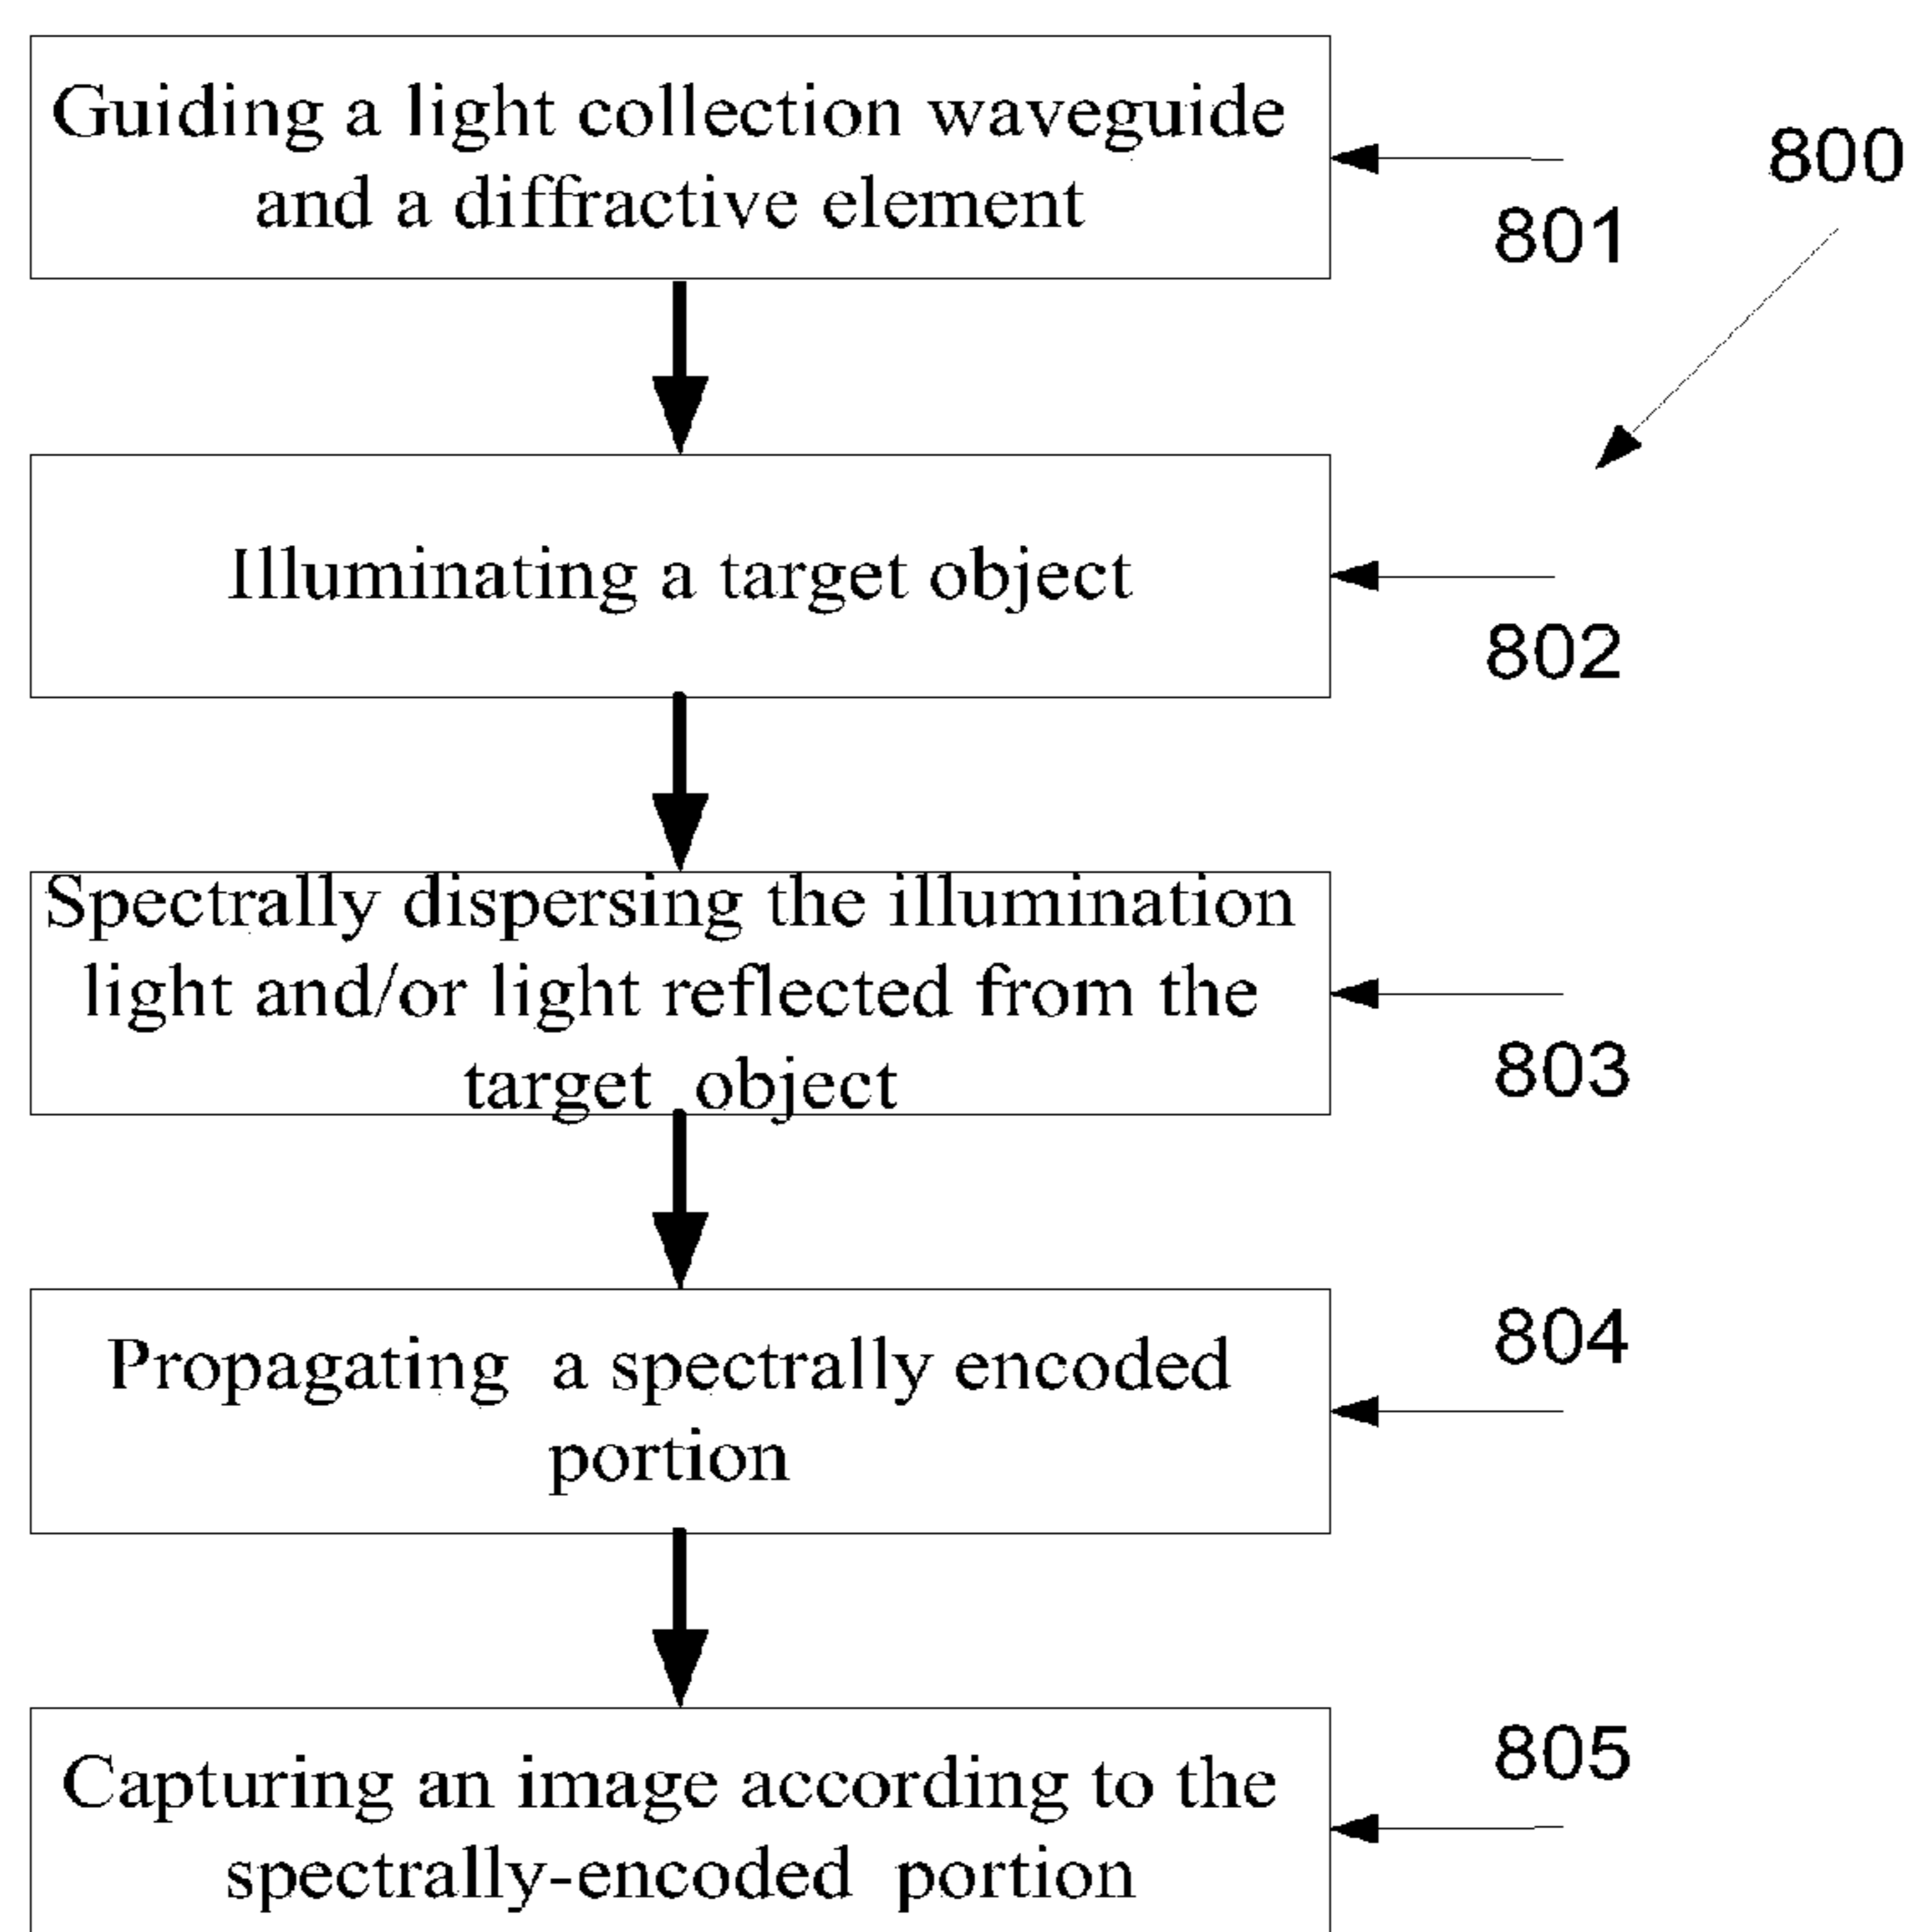 Guiding a light collection waveguide
and a diffractive element
800
801
Illuminating a target object
802
Spectrally dispersing the illumination
light and/or light reflected from the
target object
803
804
Propagating a spectrally encoded
portion
805
Capturing an image according to the
spectrally-encoded portion